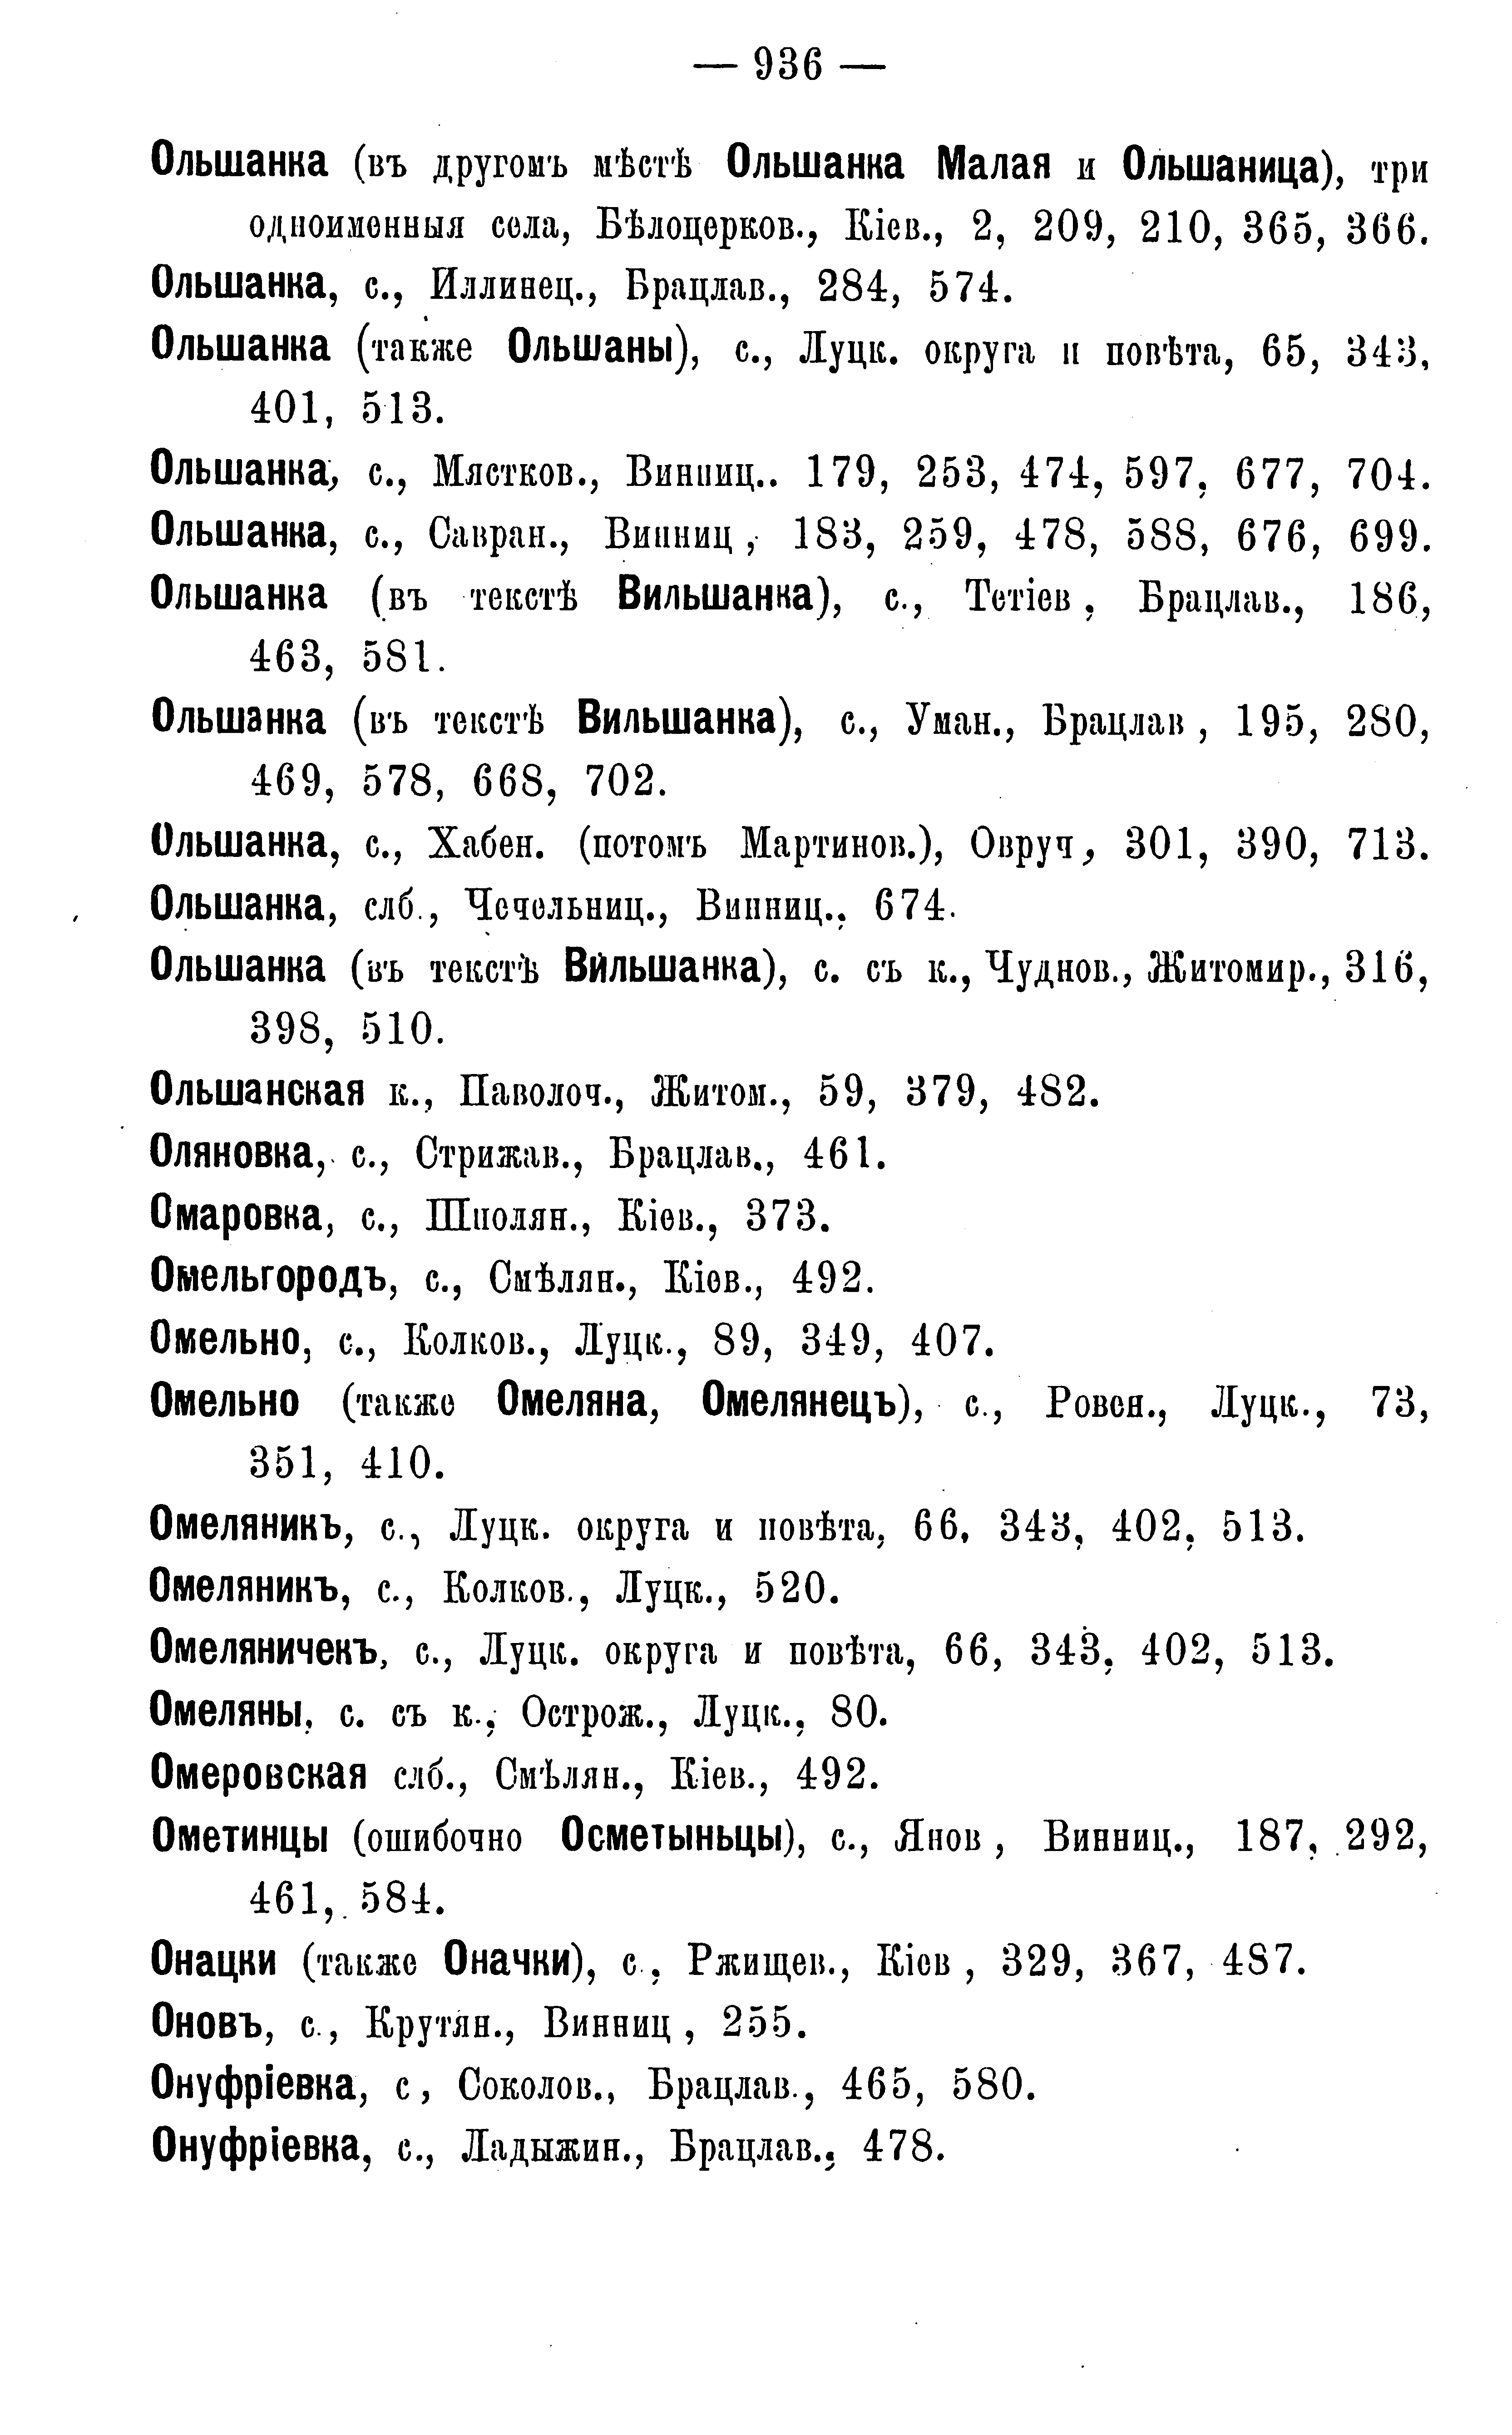 — 936 —
Ольшанка (въ другомъ мѣстѣ Ольшанка Малая и Ольшаница), три
одноименныя села, Бѣлоцерков., Кіев., 2, 209, 210, 365, 366.
Ольшанка, с., Иллинец., Брацлав., 284, 574.
Ольшанка (также Ольшаны), с., Луцк. округа и повѣта, 65, 343,
401, 513.
Ольшанка, с., Мястков., Винниц.. 179, 253, 474, 597, 677, 704.
Ольшанка, с., Савран., Винниц , 183, 259, 478, 588, 676, 699.
Ольшанка (въ текстѣ Вильшанка), с., Тетіев , Брацлав., 186,
463, 581.
Ольшанка (въ текстѣ Вильшанка), с., Уман., Брацлав , 195, 280,
469, 578, 668, 702.
Ольшанка, с., Хабен. (потомъ Мартинов.), Овруч, 301, 390, 713.
Ольшанка, слб., Чечельниц., Винниц., 674.
Ольшанка (въ текстѣ Вильшанка), с. съ к., Чуднов., Житомир., 316,
398, 510.
Ольшанская к., Паволоч., Житом., 59, 379, 482.
Оляновка, с., Стрижав., Брацлав., 461.
Омаровка, с., Шполян., Кіев., 373.
Омельгородъ, с., Смѣлян., Кіев., 492.
Омельно, с., Колков., Луцк., 89, 349, 407.
Омельно (также Омеляна, Омелянецъ), с., Ровен., Луцк., 73,
351, 410.
Омеляникъ, с., Луцк. округа и повѣта, 66, 343, 402, 513.
Омеляникъ, с., Колков., Луцк., 520.
Омеляничекъ, с., Луцк. округа и повѣта, 66, 343, 402, 513.
Омеляны, с. съ к., Острож., Луцк., 80.
Омеровская слб., Смѣлян., Кіев., 492.
Ометинцы (ошибочно Осметыньцы), с., Янов , Винниц., 187, 292,
461, 584.
Онацки (также Оначки), с., Ржищев., Кіев , 329, 367, 487.
Оновъ, с., Крутян., Винниц , 255.
Онуфріевка, с , Соколов., Брацлав., 465, 580.
Онуфріевка, с., Ладыжин., Брацлав., 478.